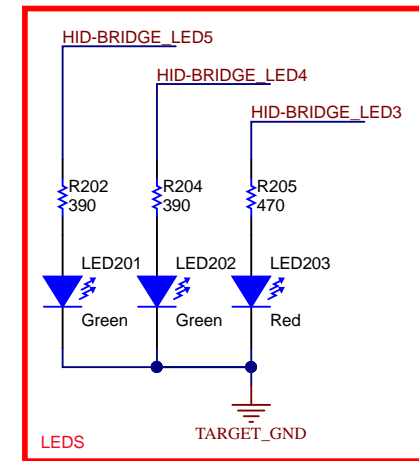 HID-BRIDGE_LED5
HID-BRIDGE_LED4
HID-BRIDGE_LED3
R202
390
R204
390
R205
470
LED201
Green
LED202
Green
LED203
Red
TARGET_GND
LEDS